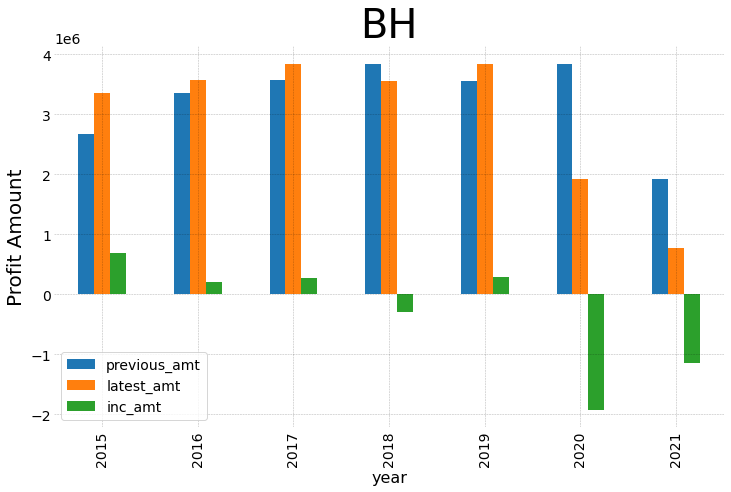 BH
1e6
4
3
2
1
0
−1
−2
Profit Amount
previous_amt
latest_amt
inc_amt
2015 2016 2017 2018 2019 2020 2021
year